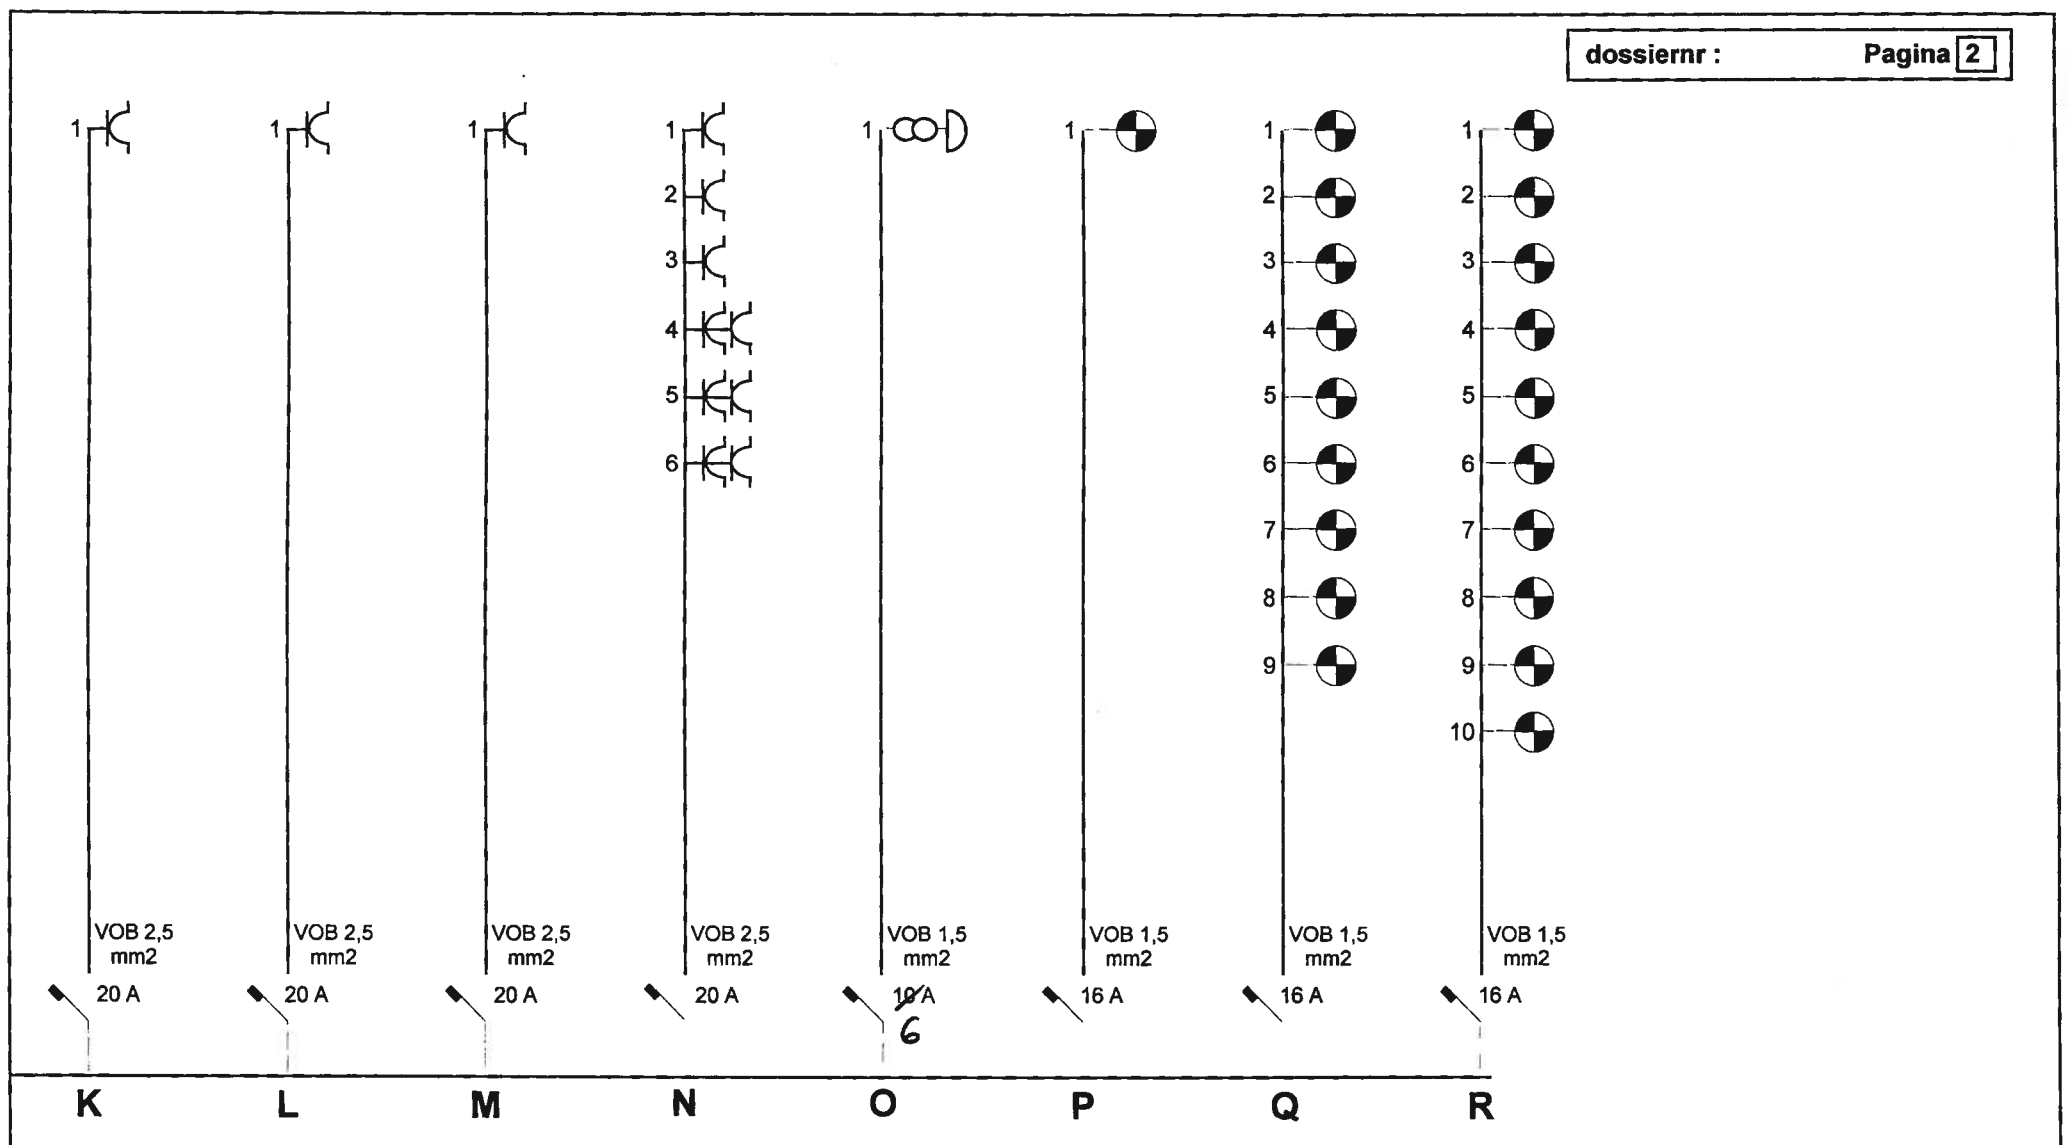 dossiernr : Pagina 2
1 1 1 1 1 1 1 1
2 2 2
3 3 3
4 4 4
5 5 5
6 6 6
7 7
8 8
9 9
10
VOB 2,5 VOB 2,5 VOB 2,5 VOB 2,5 VOB 1,5 VOB 1,5 VOB 1,5 VOB 1,5
mm2 mm2 mm2 mm2 mm2 mm2 mm2 mm2
20 A 20 A 20 A 20 A 10 A 16 A 16 A 16 A
6
K L M N O P Q R